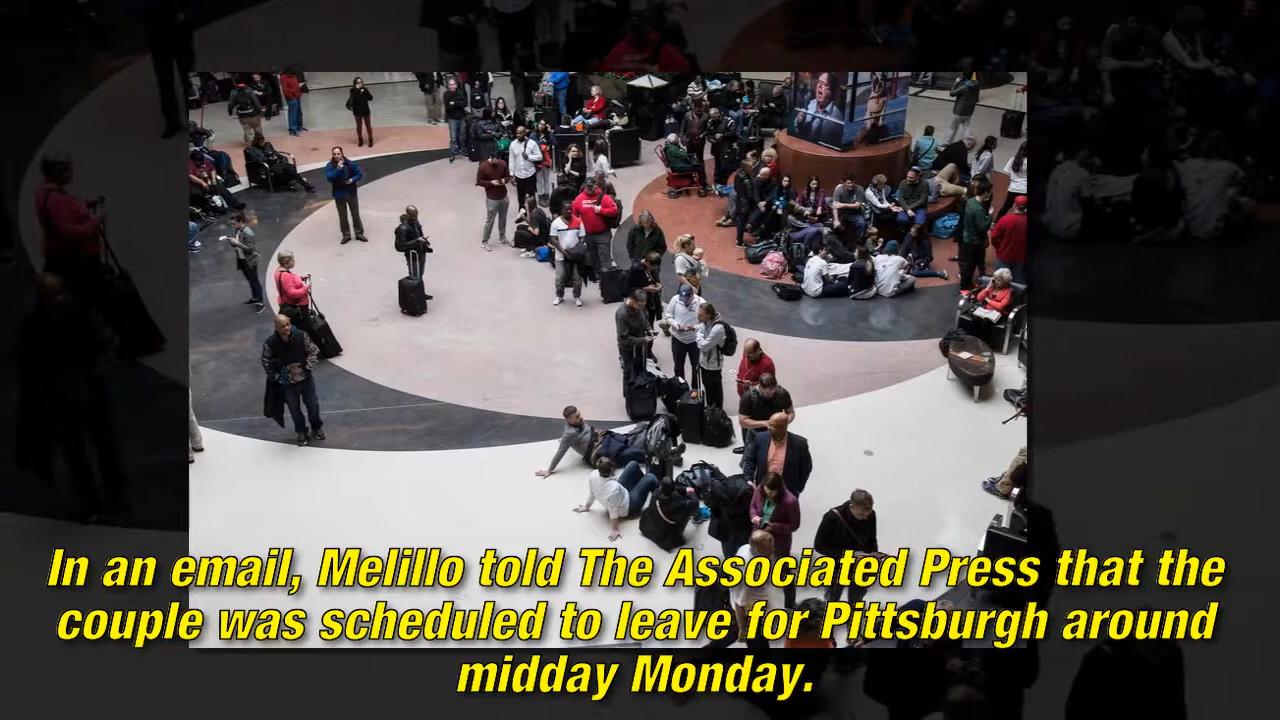 In an email, Melillo told The Associated Press that the
couple was scheduled to leave for Pittsburgh around
midday Monday.